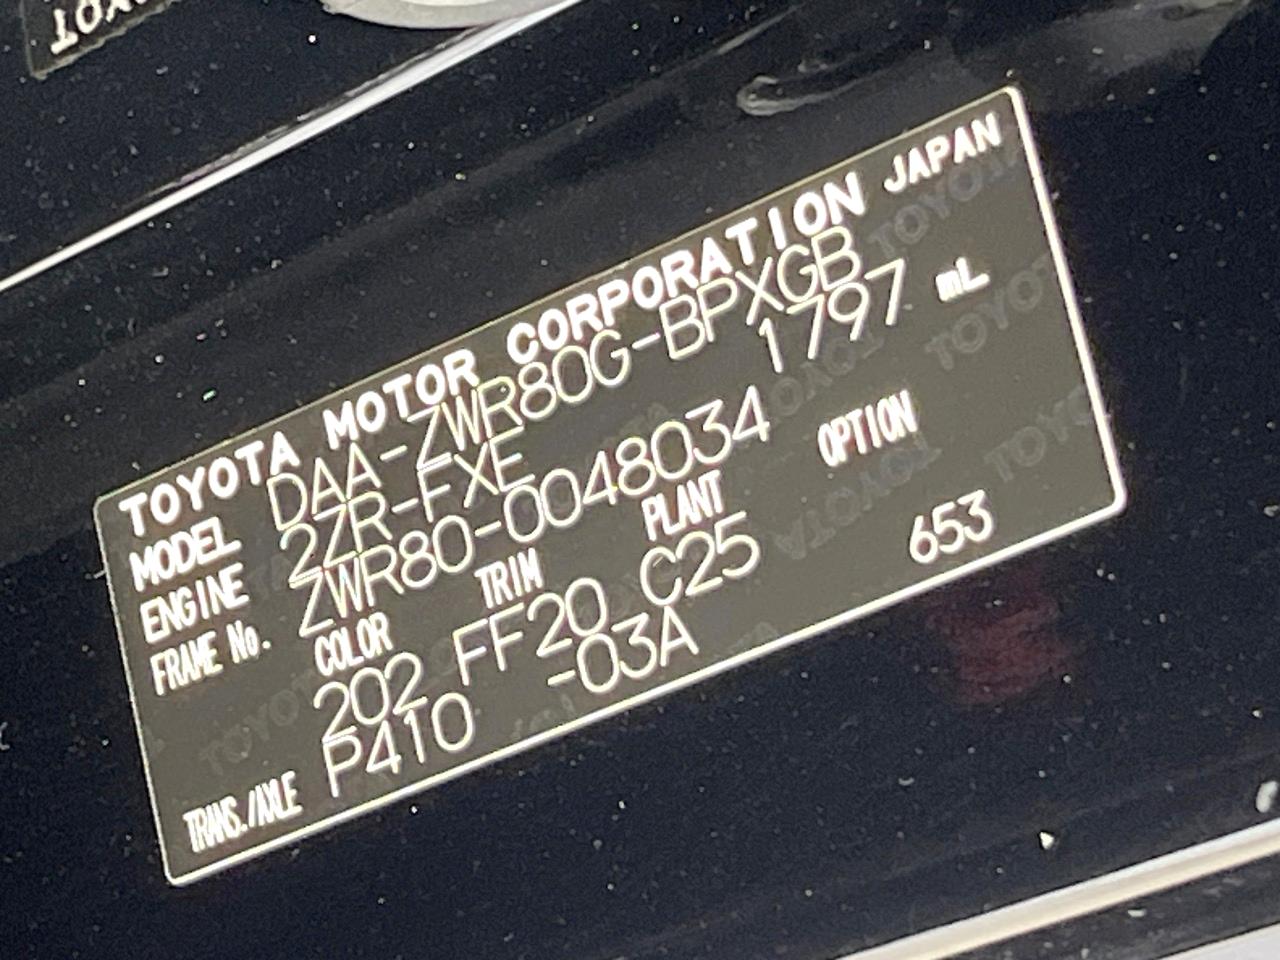 TOYOTA MOTOR CORPORATION JAPAN
MODEL DAA-ZWR80G-BPXGB
ENGINE 2ZR-FXE 1797 mL
FRAME No. ZWR80-0048034
COLOR TRIM PLANT OPTION
202 FF20 C25 653
TRANS./AXLE P410 -03A